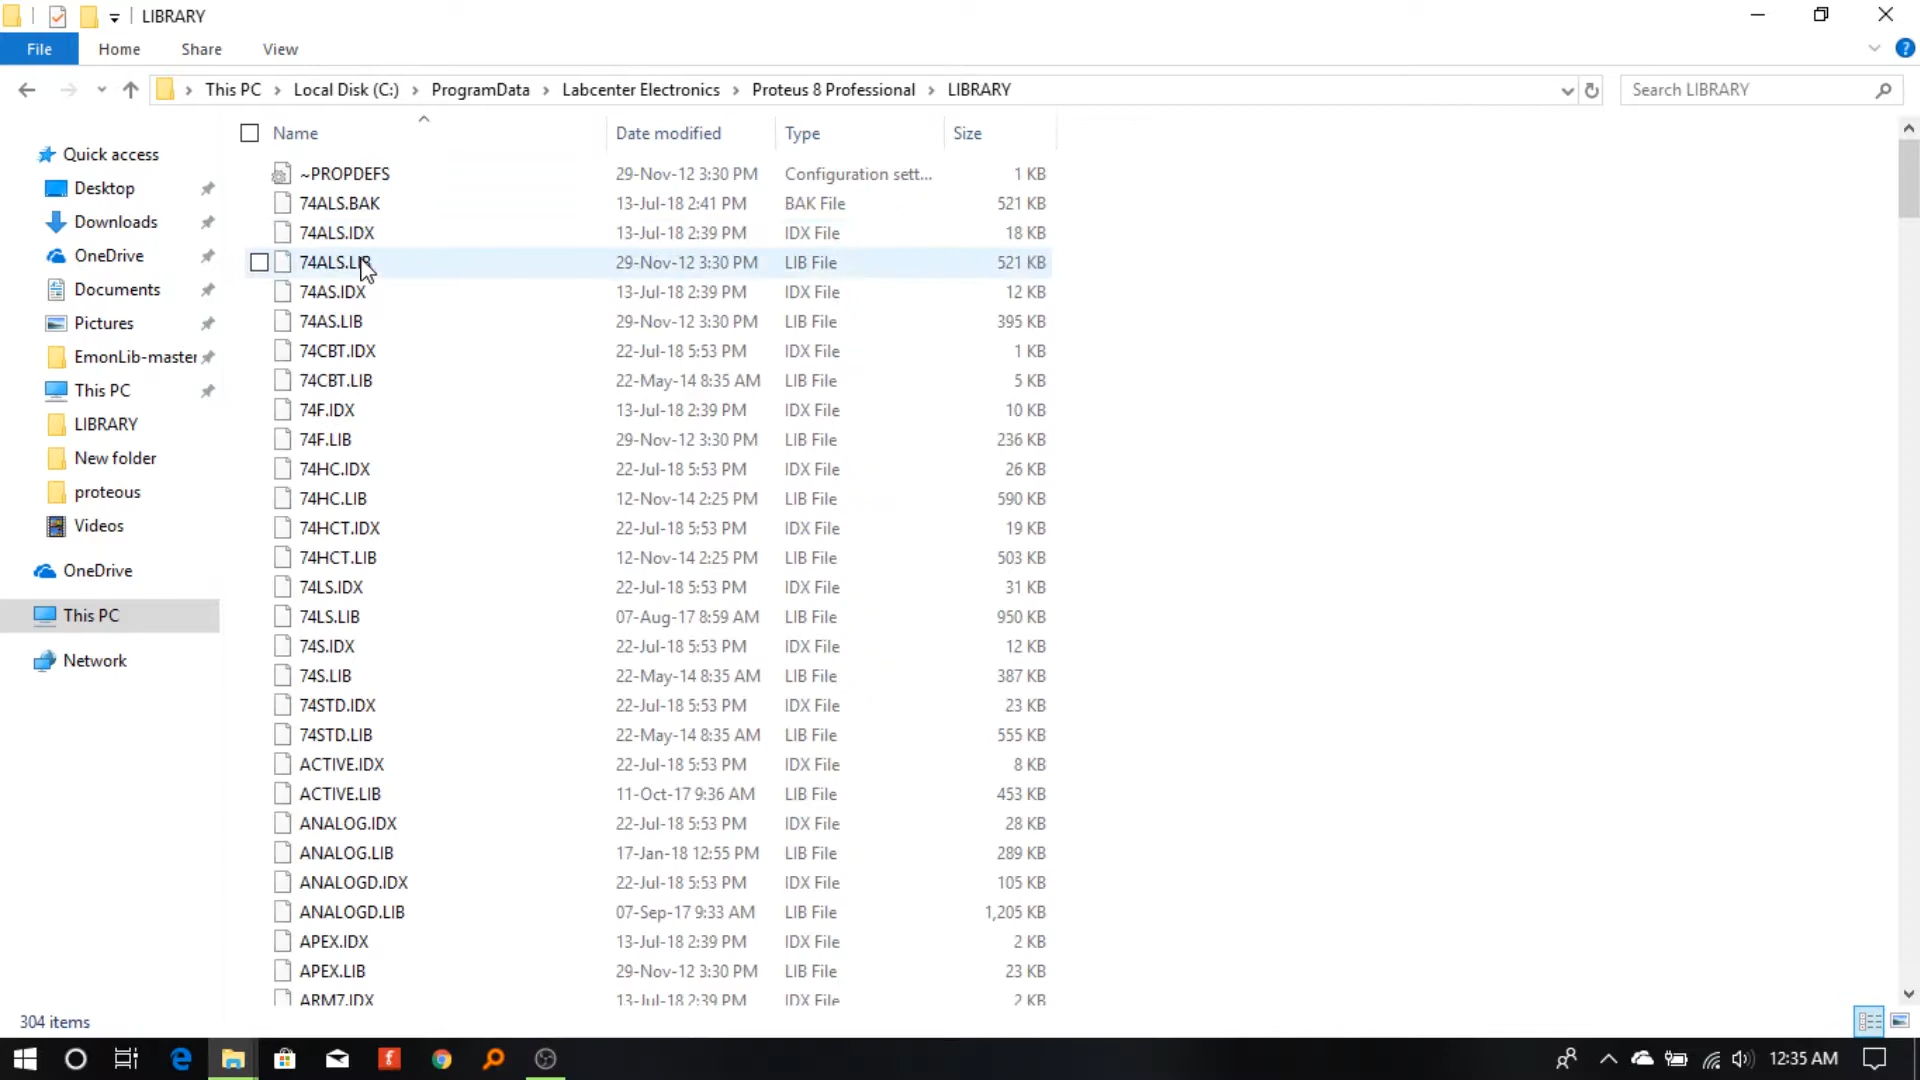 LIBRARY
File Home Share View
This PC Local Disk (C:) ProgramData Labcenter Electronics Proteus 8 Professional LIBRARY Search LIBRARY
Name Date modified Type Size
Quick access
Desktop
Downloads
OneDrive
Documents
Pictures
EmonLib-master
This PC
LIBRARY
New folder
proteous
Videos
OneDrive
This PC
Network
~PROPDEFS 29-Nov-12 3:30 PM Configuration sett... 1 KB
74ALS.BAK 13-Jul-18 2:41 PM BAK File 521 KB
74ALS.IDX 13-Jul-18 2:39 PM IDX File 18 KB
74ALS.LIB 29-Nov-12 3:30 PM LIB File 521 KB
74AS.IDX 13-Jul-18 2:39 PM IDX File 12 KB
74AS.LIB 29-Nov-12 3:30 PM LIB File 395 KB
74CBT.IDX 22-Jul-18 5:53 PM IDX File 1 KB
74CBT.LIB 22-May-14 8:35 AM LIB File 5 KB
74F.IDX 13-Jul-18 2:39 PM IDX File 10 KB
74F.LIB 29-Nov-12 3:30 PM LIB File 236 KB
74HC.IDX 22-Jul-18 5:53 PM IDX File 26 KB
74HC.LIB 12-Nov-14 2:25 PM LIB File 590 KB
74HCT.IDX 22-Jul-18 5:53 PM IDX File 19 KB
74HCT.LIB 12-Nov-14 2:25 PM LIB File 503 KB
74LS.IDX 22-Jul-18 5:53 PM IDX File 31 KB
74LS.LIB 07-Aug-17 8:59 AM LIB File 950 KB
74S.IDX 22-Jul-18 5:53 PM IDX File 12 KB
74S.LIB 22-May-14 8:35 AM LIB File 387 KB
74STD.IDX 22-Jul-18 5:53 PM IDX File 23 KB
74STD.LIB 22-May-14 8:35 AM LIB File 555 KB
ACTIVE.IDX 22-Jul-18 5:53 PM IDX File 8 KB
ACTIVE.LIB 11-Oct-17 9:36 AM LIB File 453 KB
ANALOG.IDX 22-Jul-18 5:53 PM IDX File 28 KB
ANALOG.LIB 17-Jan-18 12:55 PM LIB File 289 KB
ANALOGD.IDX 22-Jul-18 5:53 PM IDX File 105 KB
ANALOGD.LIB 07-Sep-17 9:33 AM LIB File 1,205 KB
APEX.IDX 13-Jul-18 2:39 PM IDX File 2 KB
APEX.LIB 29-Nov-12 3:30 PM LIB File 23 KB
ARM7.IDX 13-Jul-18 2:39 PM IDX File 2 KB
304 items
12:35 AM